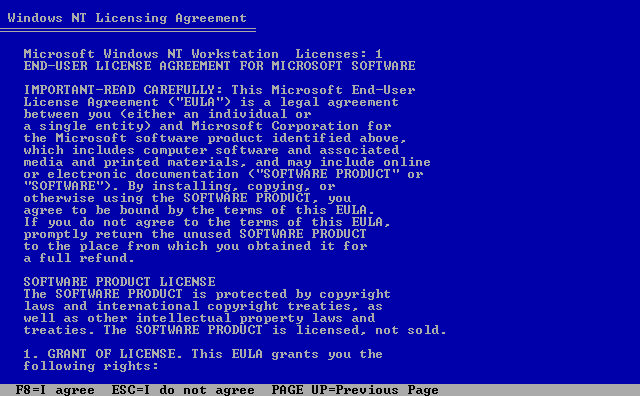 Windows NT Licensing Agreement
Microsoft Windows NT Workstation  Licenses: 1
END-USER LICENSE AGREEMENT FOR MICROSOFT SOFTWARE
IMPORTANT-READ CAREFULLY: This Microsoft End-User
License Agreement ("EULA") is a legal agreement
between you (either an individual or
a single entity) and Microsoft Corporation for
the Microsoft software product identified above,
which includes computer software and associated
media and printed materials, and may include online
or electronic documentation ("SOFTWARE PRODUCT" or
"SOFTWARE"). By installing, copying, or
otherwise using the SOFTWARE PRODUCT, you
agree to be bound by the terms of this EULA.
If you do not agree to the terms of this EULA,
promptly return the unused SOFTWARE PRODUCT
to the place from which you obtained it for
a full refund.
SOFTWARE PRODUCT LICENSE
The SOFTWARE PRODUCT is protected by copyright
laws and international copyright treaties, as
well as other intellectual property laws and
treaties. The SOFTWARE PRODUCT is licensed, not sold.
1. GRANT OF LICENSE. This EULA grants you the
following rights:
F8=I agree  ESC=I do not agree  PAGE UP=Previous Page